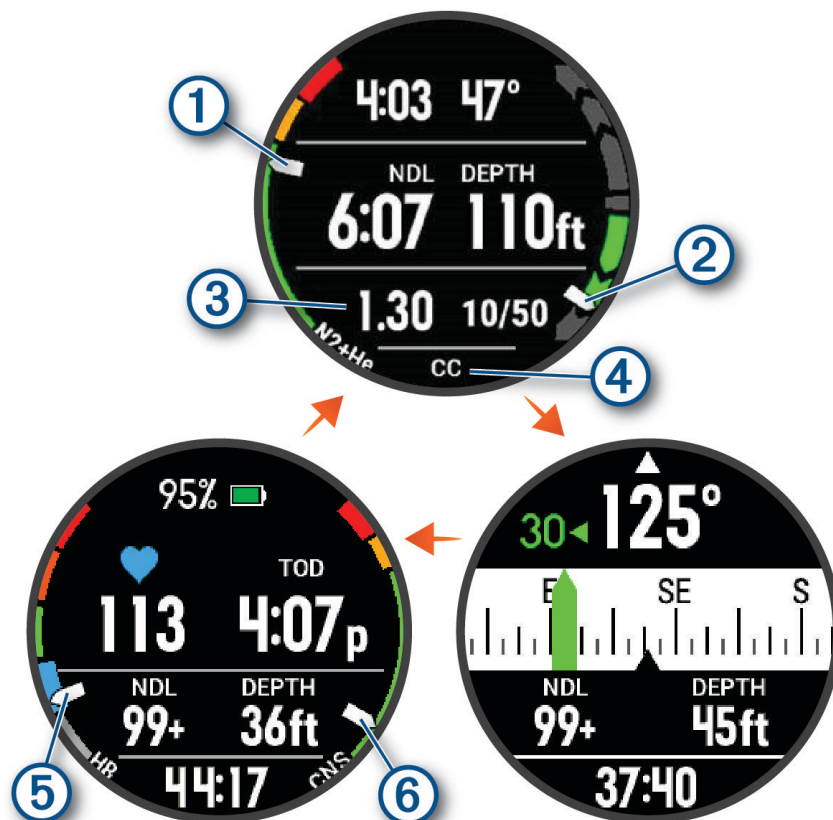 1
4:03 47°
NDL DEPTH
6:07 110ft
2
3
1.30 10/50
N2+He
CC
4
95%
113
TOD
4:07p
NDL DEPTH
99+ 36ft
HR
44:17
CNS
5
6
125°
30
E SE S
NDL DEPTH
99+ 45ft
37:40